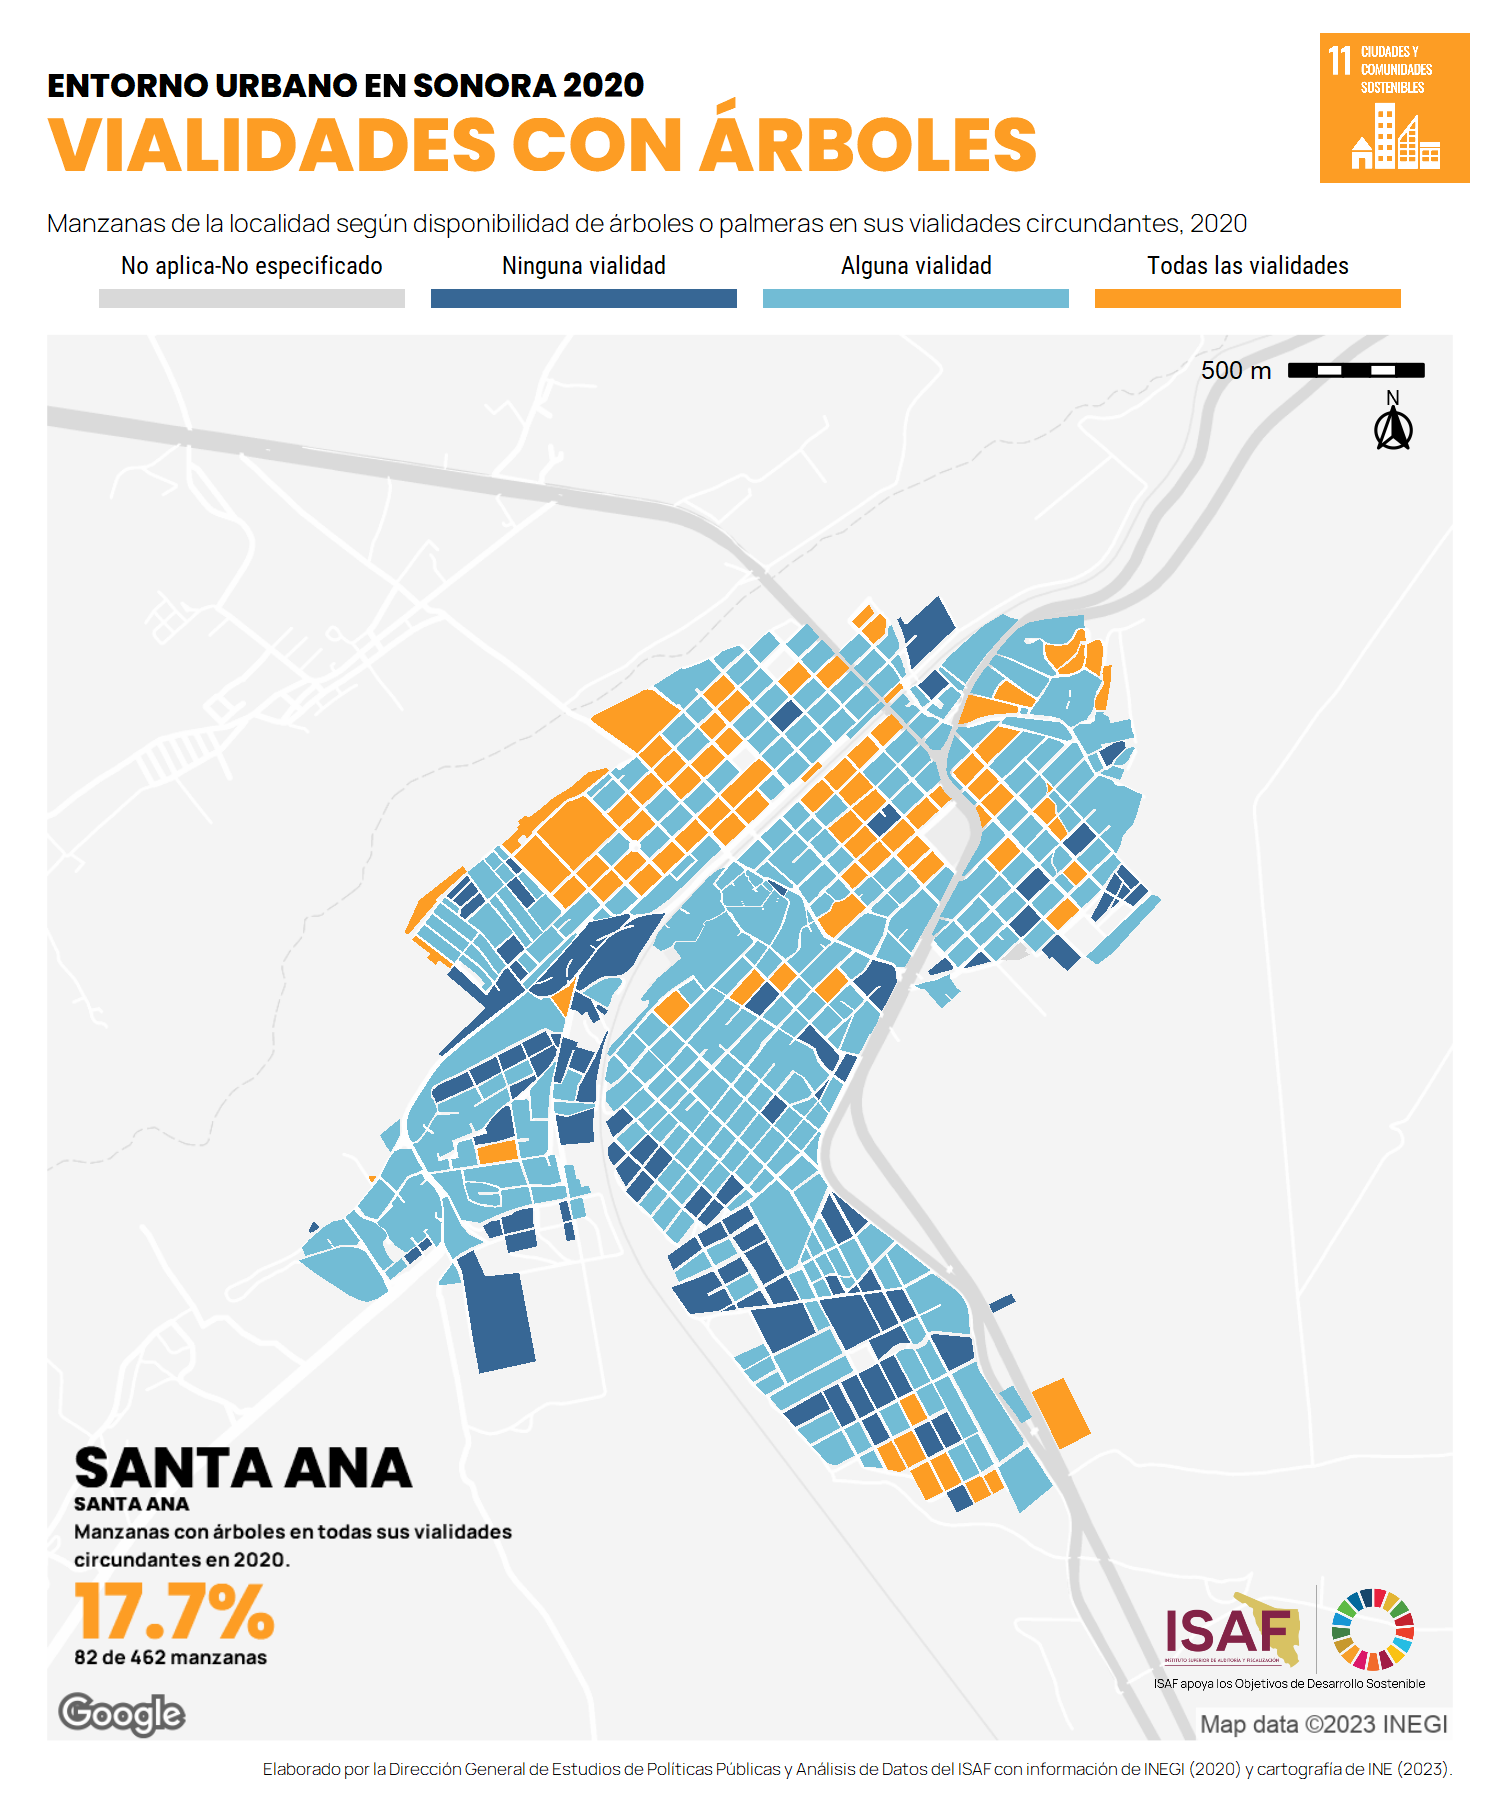 ENTORNO URBANO EN SONORA 2020
VIALIDADES CON ÁRBOLES
11 CIUDADES Y
COMUNIDADES
SOSTENIBLES
Manzanas de la localidad según disponibilidad de árboles o palmeras en sus vialidades circundantes, 2020
No aplica-No especificado
Ninguna vialidad
Alguna vialidad
Todas las vialidades
500 m
N
SANTA ANA
SANTA ANA
Manzanas con árboles en todas sus vialidades
circundantes en 2020.
17.7%
82 de 462 manzanas
Google
ISAF
INSTITUTO SUPERIOR DE AUDITORÍA Y FISCALIZACIÓN
ISAF apoya los Objetivos de Desarrollo Sostenible
Map data ©2023 INEGI
Elaborado por la Dirección General de Estudios de Políticas Públicas y Análisis de Datos del ISAF con información de INEGI (2020) y cartografía de INE (2023).